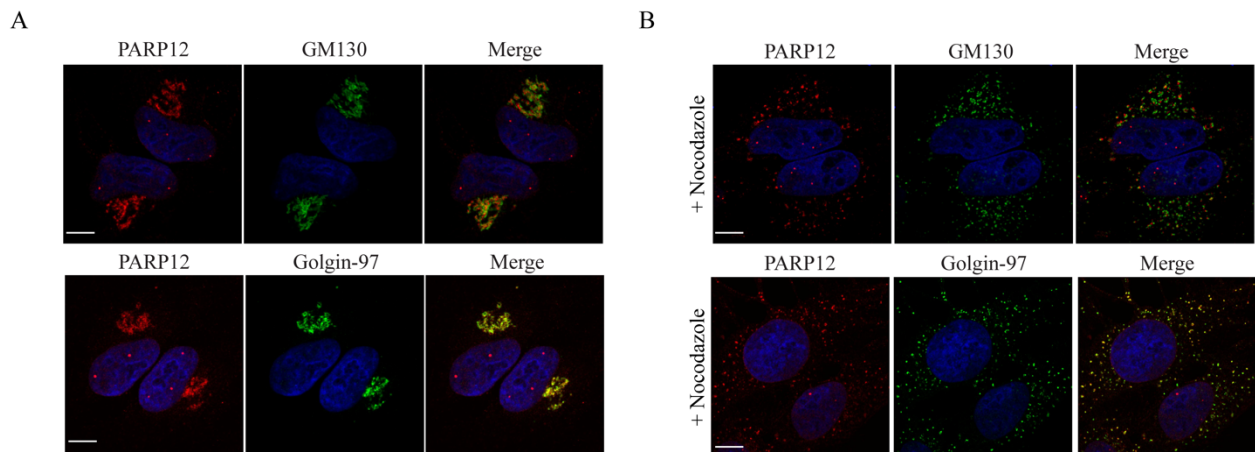 A
PARP12 GM130 Merge
PARP12 Golgin-97 Merge
B
PARP12 GM130 Merge
+ Nocodazole
PARP12 Golgin-97 Merge
+ Nocodazole